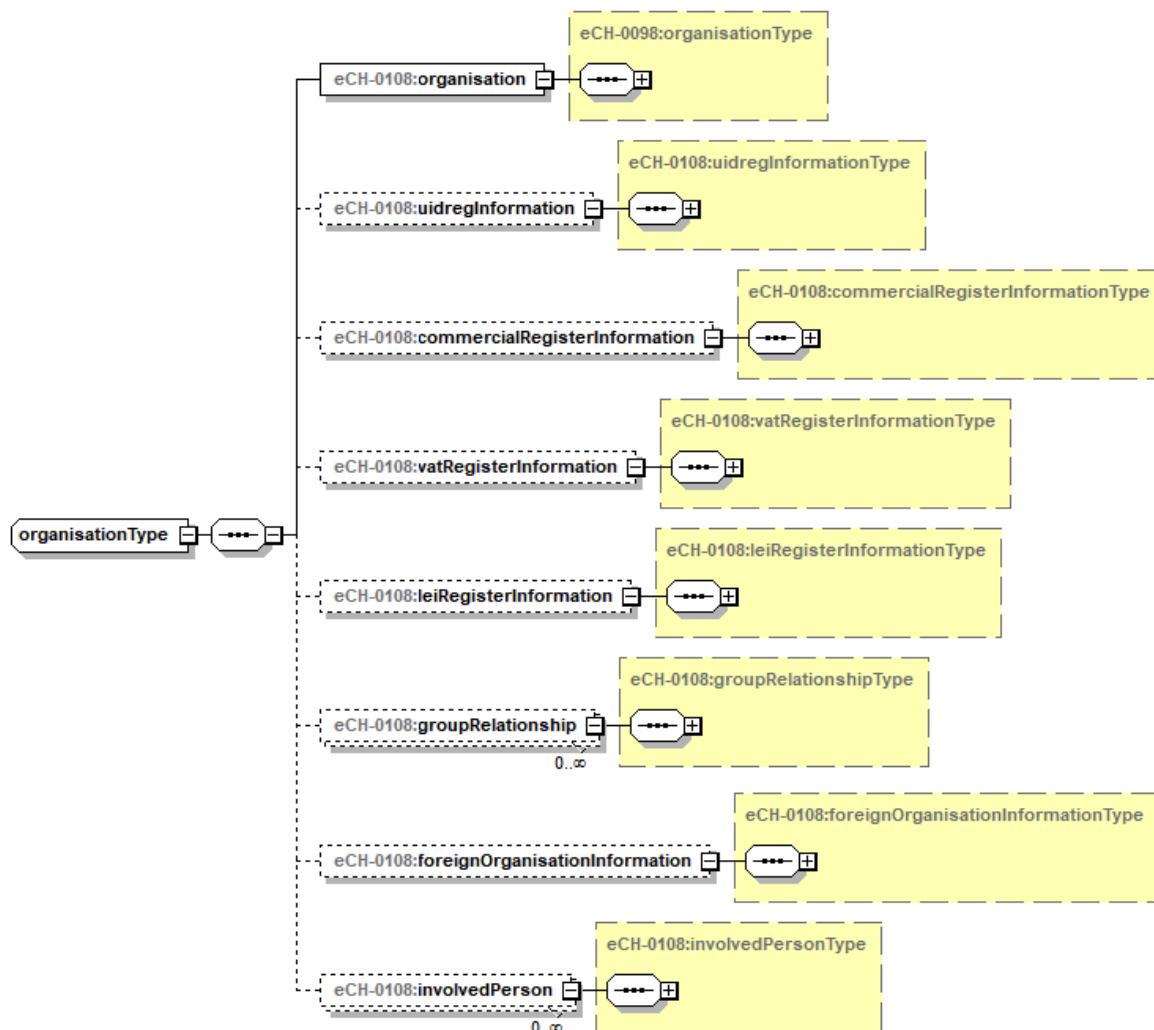 eCH-0098:organisationType
eCH-0108:organisation
eCH-0108:uidregInformationType
eCH-0108:uidregInformation
eCH-0108:commercialRegisterInformationType
eCH-0108:commercialRegisterInformation
eCH-0108:vatRegisterInformationType
eCH-0108:vatRegisterInformation
organisationType
eCH-0108:leiRegisterInformationType
eCH-0108:leiRegisterInformation
eCH-0108:groupRelationshipType
eCH-0108:groupRelationship
0..∞
eCH-0108:foreignOrganisationInformationType
eCH-0108:foreignOrganisationInformation
eCH-0108:involvedPersonType
eCH-0108:involvedPerson
0..∞